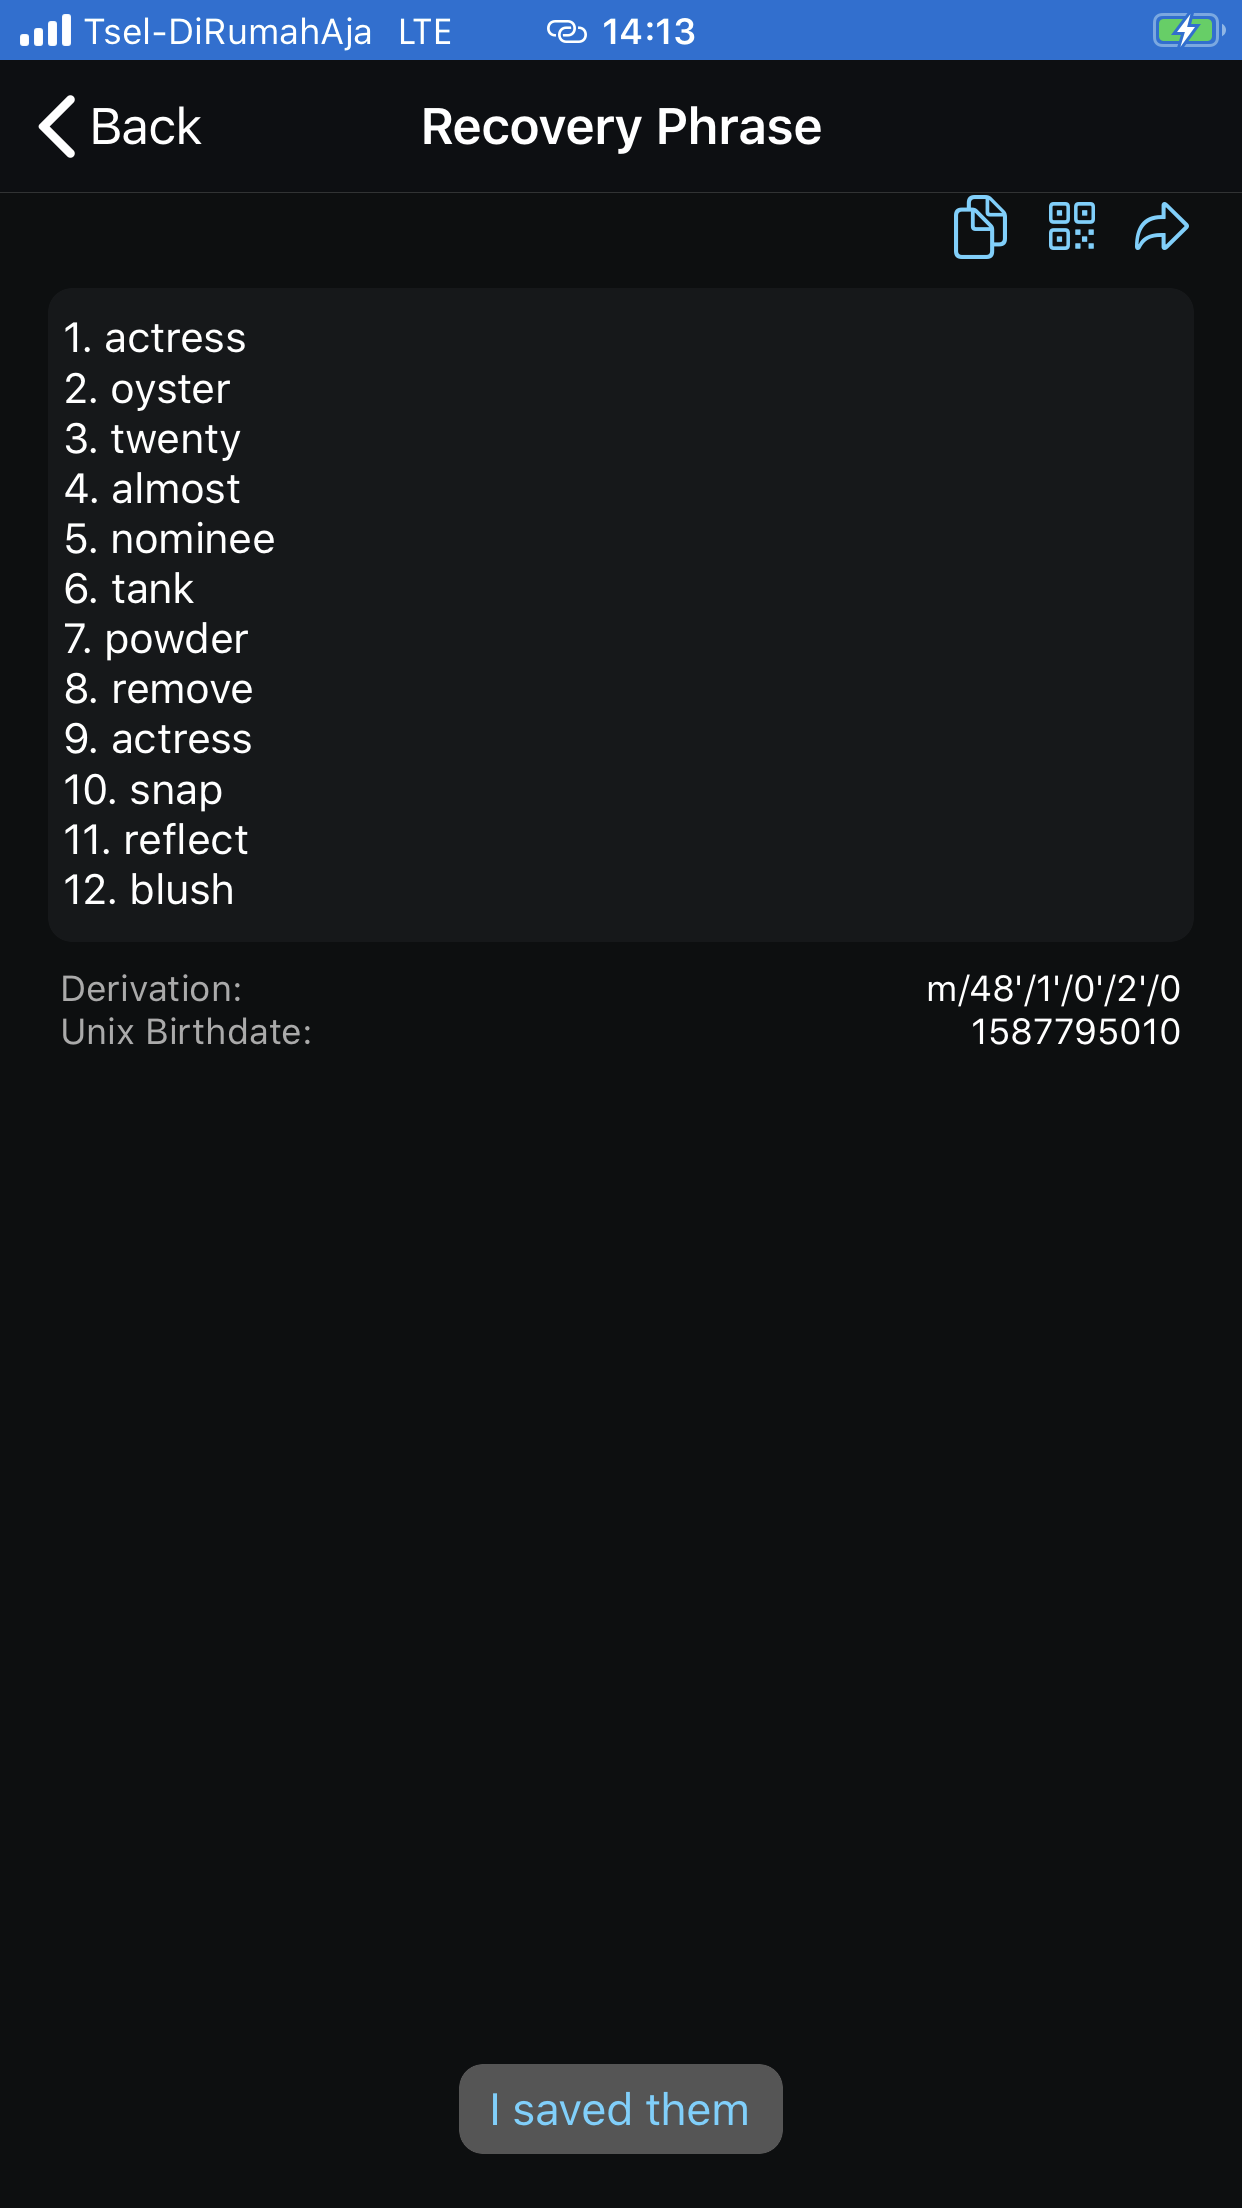 Tsel-DiRumahAja LTE 14:13
Back Recovery Phrase
1. actress
2. oyster
3. twenty
4. almost
5. nominee
6. tank
7. powder
8. remove
9. actress
10. snap
11. reflect
12. blush
Derivation: m/48'/1'/0'/2'/0
Unix Birthdate: 1587795010
I saved them